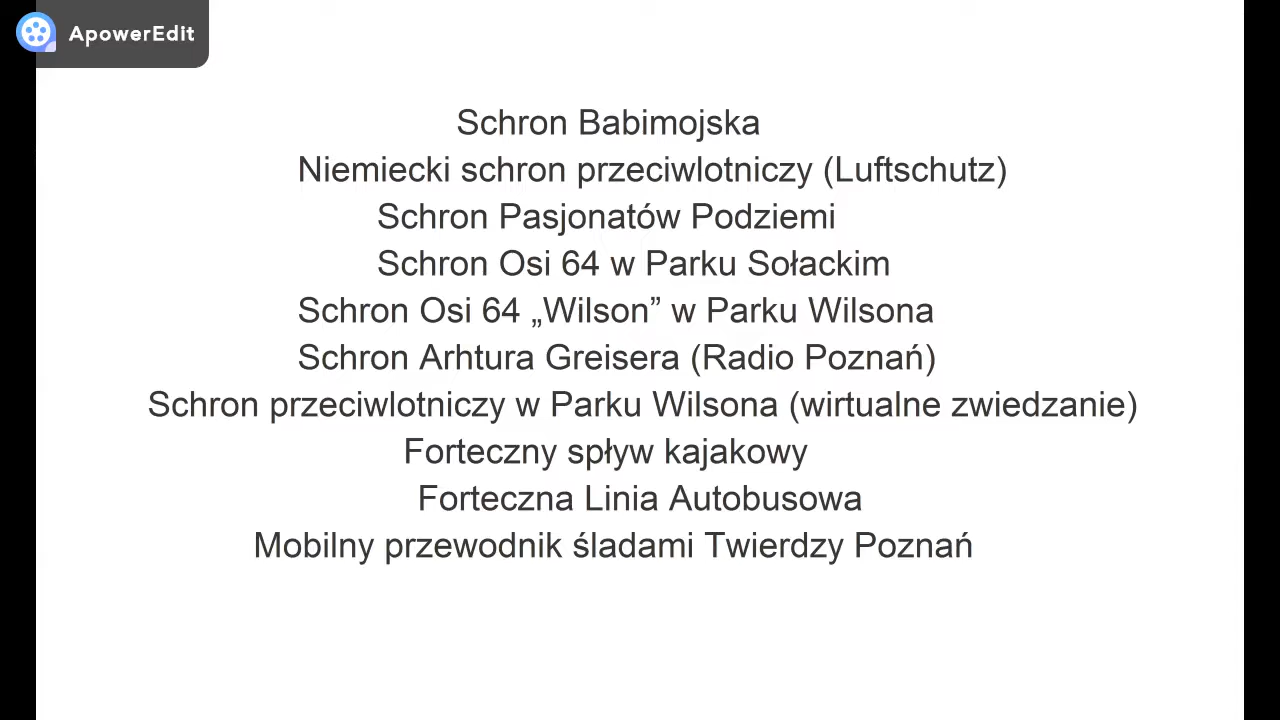 ApowerEdit
Schron Babimojska
Niemiecki schron przeciwlotniczy (Luftschutz)
Schron Pasjonatów Podziemi
Schron Osi 64 w Parku Sołackim
Schron Osi 64 „Wilson” w Parku Wilsona
Schron Arhtura Greisera (Radio Poznań)
Schron przeciwlotniczy w Parku Wilsona (wirtualne zwiedzanie)
Forteczny spływ kajakowy
Forteczna Linia Autobusowa
Mobilny przewodnik śladami Twierdzy Poznań